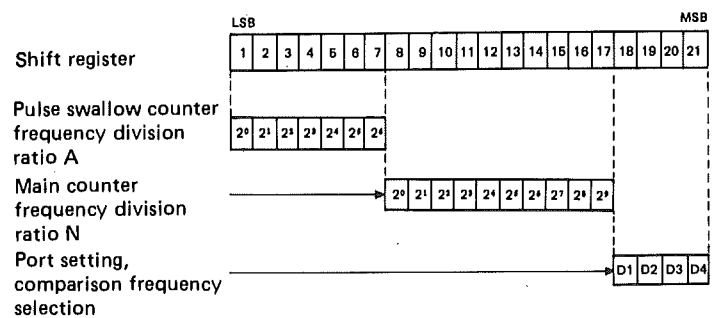 LSB MSB
Shift register 1 2 3 4 5 6 7 8 9 10 11 12 13 14 15 16 17 18 19 20 21
Pulse swallow counter
frequency division 2⁰ 2¹ 2² 2³ 2⁴ 2⁵ 2⁶
ratio A
Main counter
frequency division 2⁰ 2¹ 2² 2³ 2⁴ 2⁵ 2⁶ 2⁷ 2⁸ 2⁹
ratio N
Port setting,
comparison frequency D1 D2 D3 D4
selection